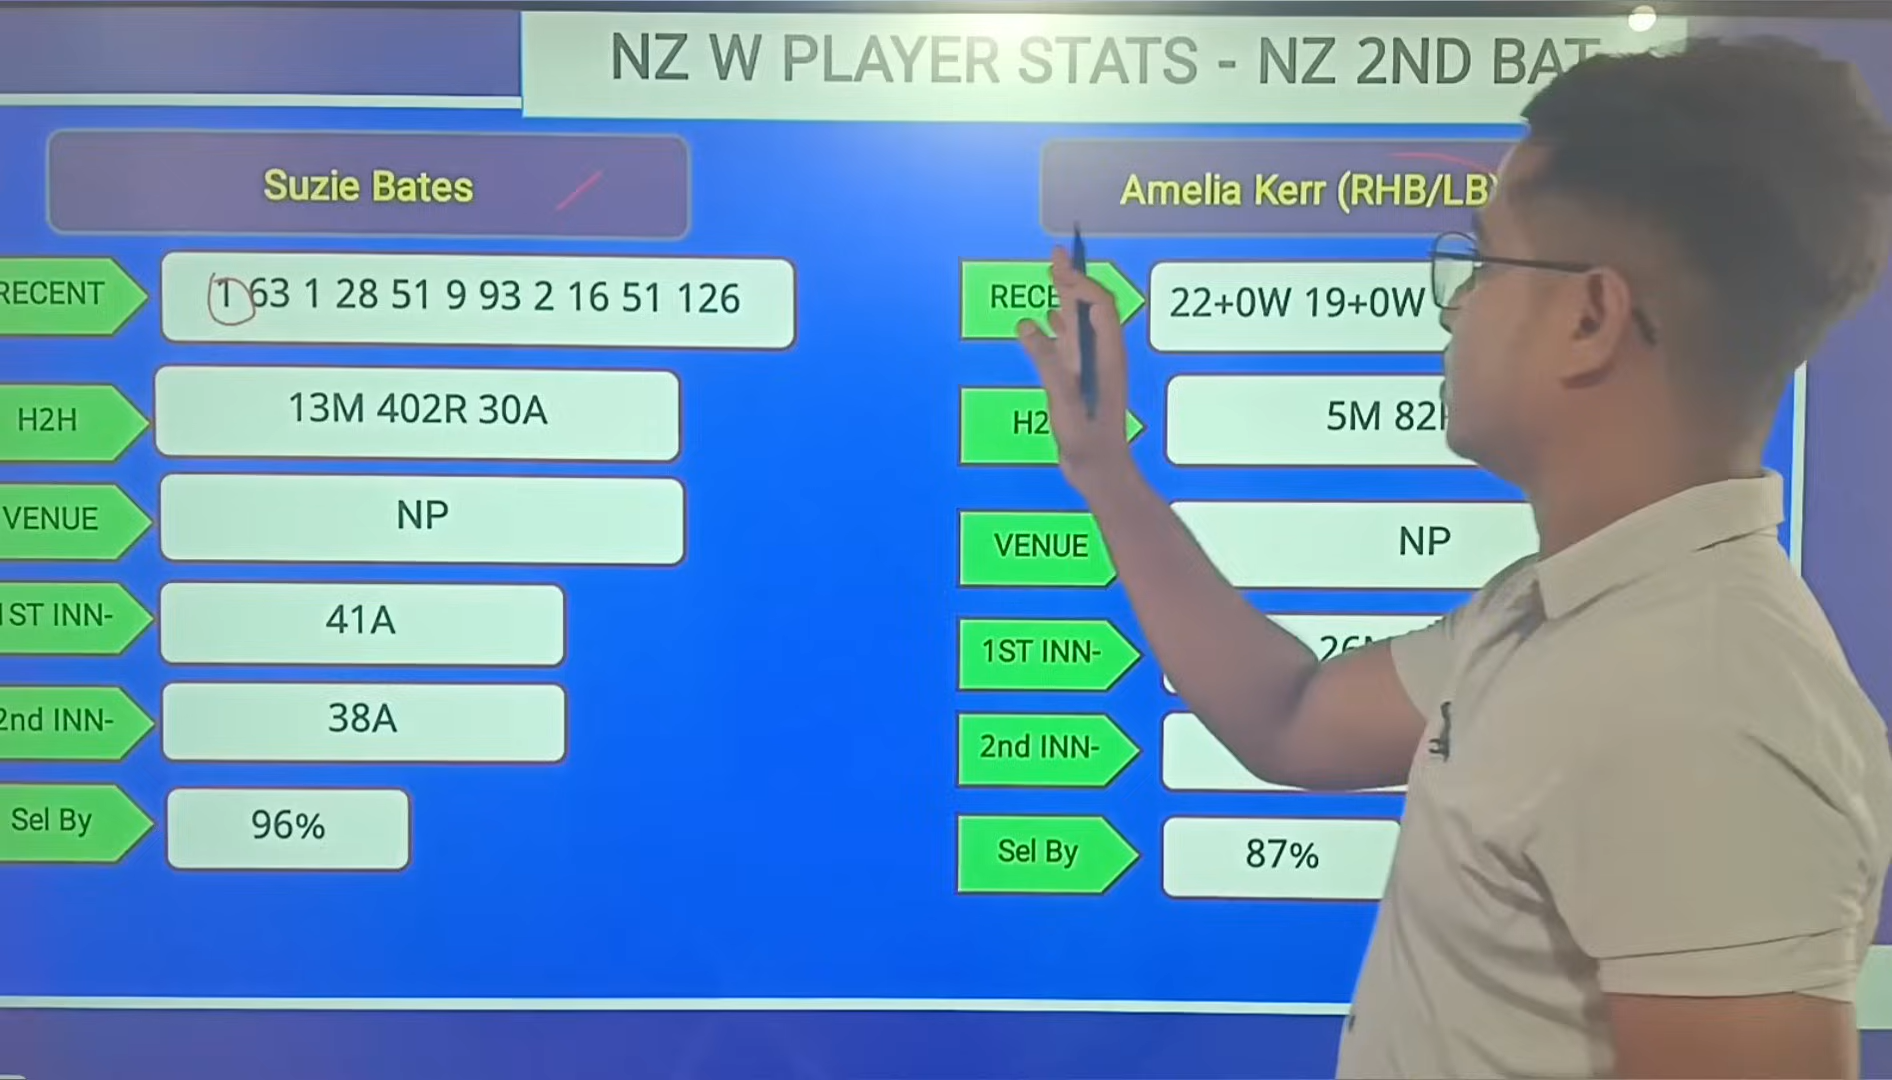 NZ W PLAYER STATS - NZ 2ND BAT
Suzie Bates
RECENT
1 63 1 28 51 9 93 2 16 51 126
H2H
13M 402R 30A
VENUE
NP
1ST INN-
41A
2nd INN-
38A
Sel By
96%
Amelia Kerr (RHB/LB)
22+0W 19+0W
5M
VENUE
NP
1ST INN-
2nd INN-
Sel By
87%